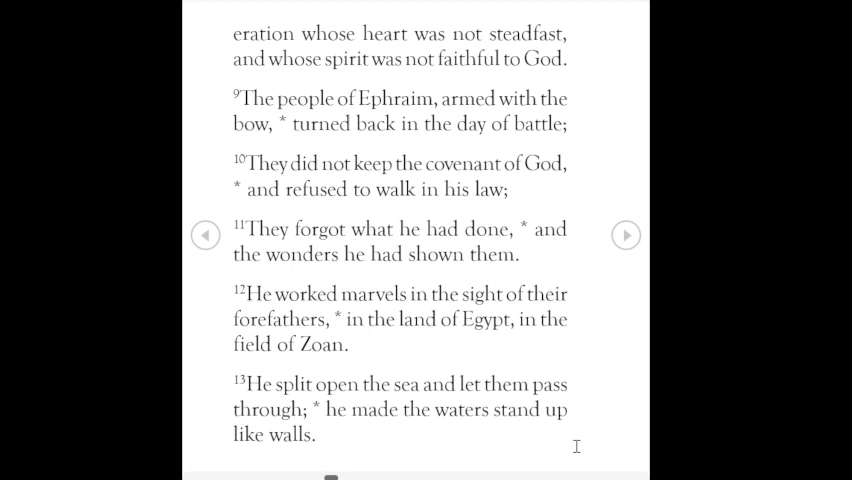 eration whose heart was not steadfast,
and whose spirit was not faithful to God.
⁹The people of Ephraim, armed with the
bow, * turned back in the day of battle;
¹⁰They did not keep the covenant of God,
* and refused to walk in his law;
¹¹They forgot what he had done, * and
the wonders he had shown them.
¹²He worked marvels in the sight of their
forefathers, * in the land of Egypt, in the
field of Zoan.
¹³He split open the sea and let them pass
through; * he made the waters stand up
like walls.